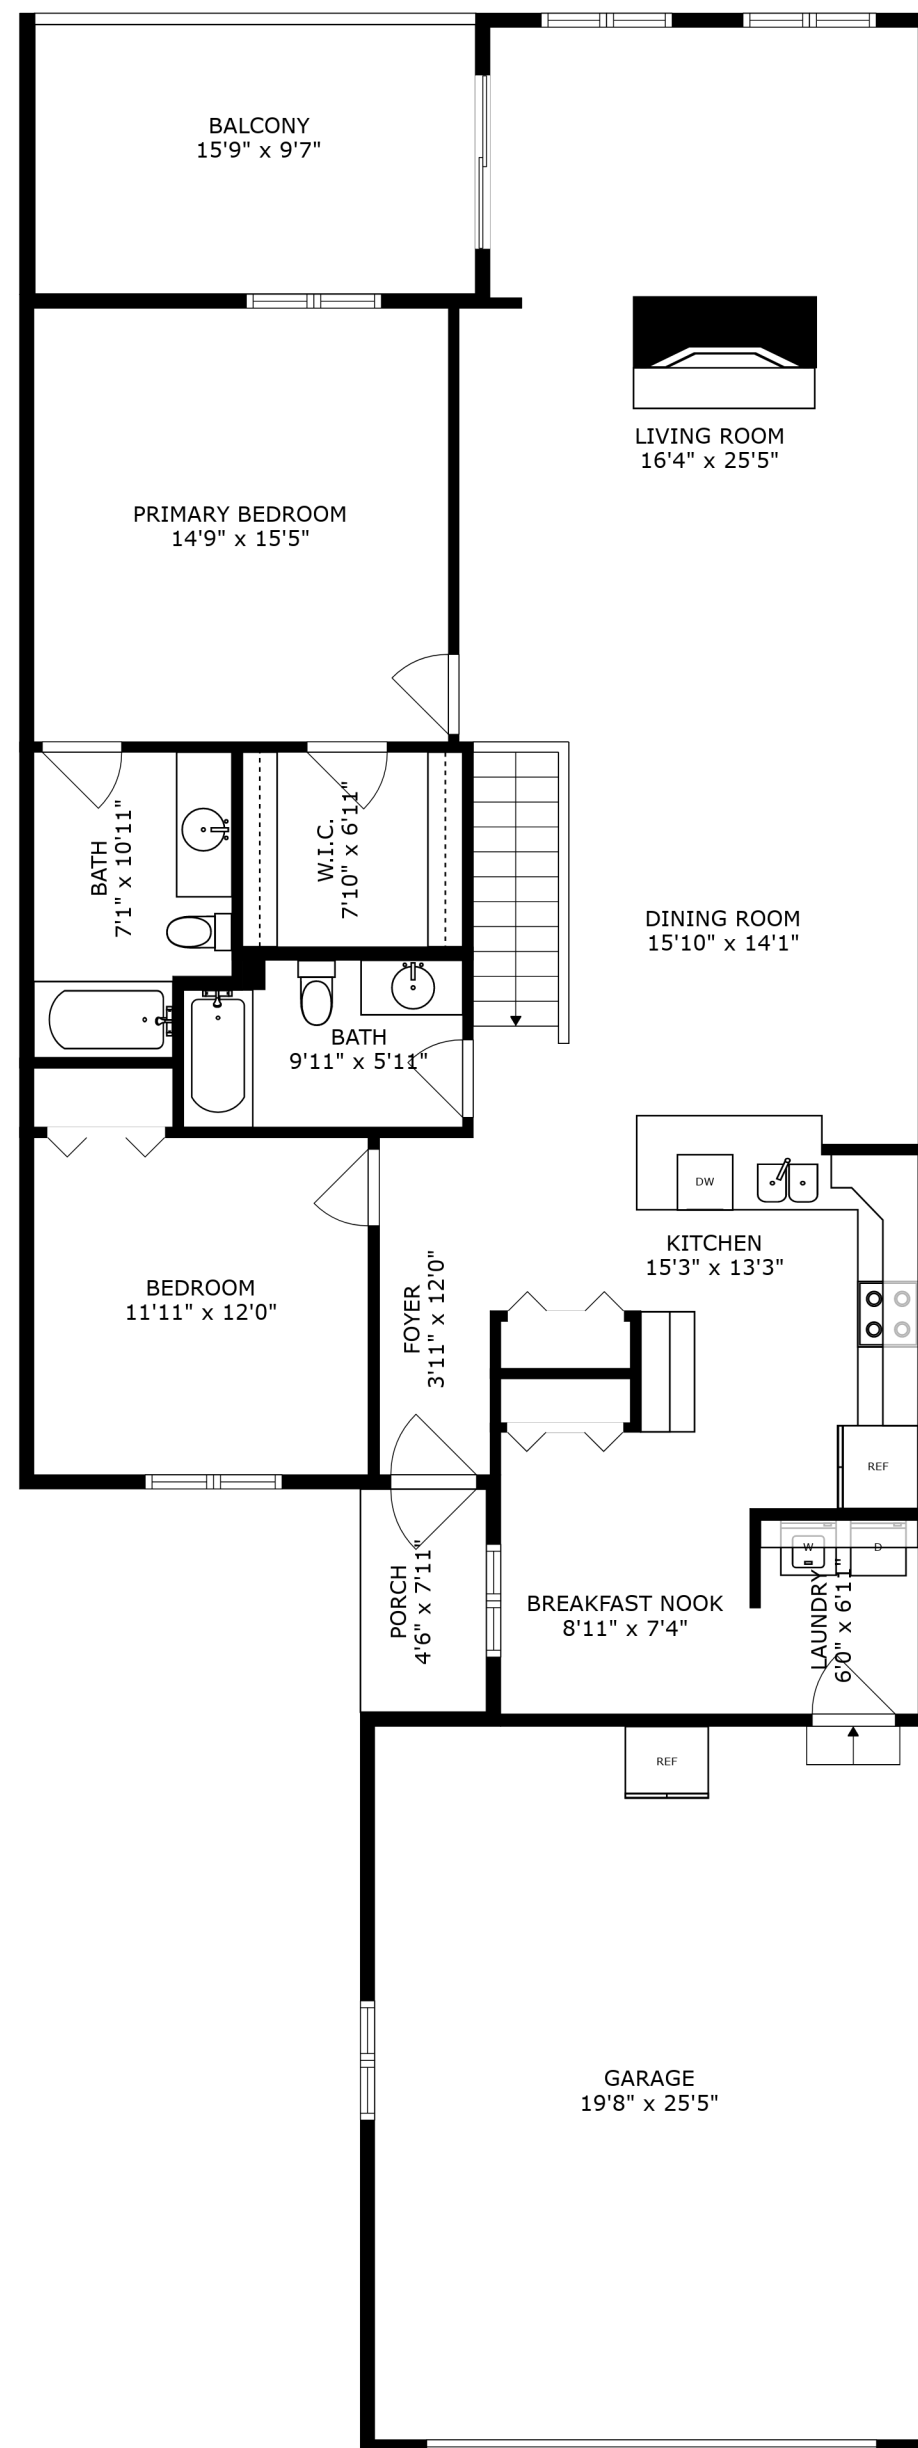 BALCONY
15'9" x 9'7"
LIVING ROOM
16'4" x 25'5"
PRIMARY BEDROOM
14'9" x 15'5"
BATH
7'1" x 10'11"
W.I.C.
7'10" x 6'11"
DINING ROOM
15'10" x 14'1"
BATH
9'11" x 5'11"
DW
KITCHEN
15'3" x 13'3"
BEDROOM
11'11" x 12'0"
FOYER
3'11" x 12'0"
REF
W
D
PORCH
4'6" x 7'11"
BREAKFAST NOOK
8'11" x 7'4"
LAUNDRY
6'0" x 6'11"
REF
GARAGE
19'8" x 25'5"